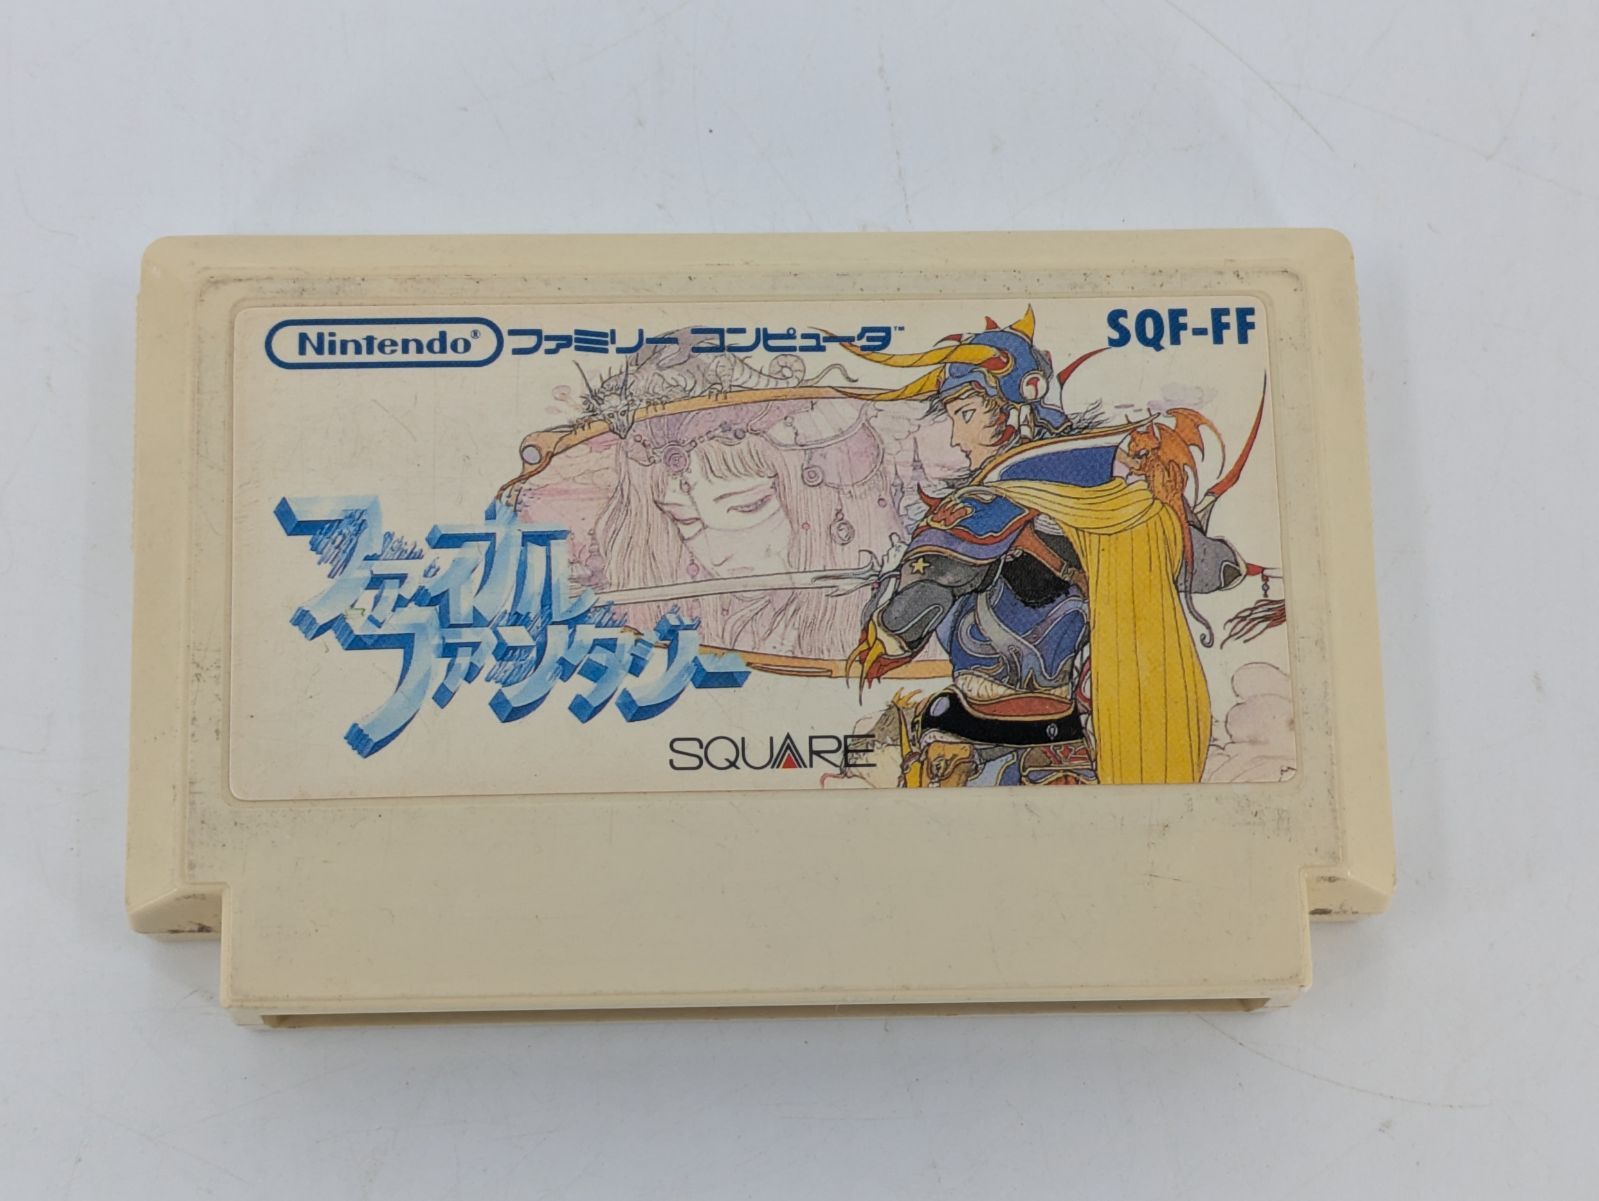 Nintendo® ファミリー コンピュータ™
SQF-FF
ファイナル
ファンタジー
SQUARE